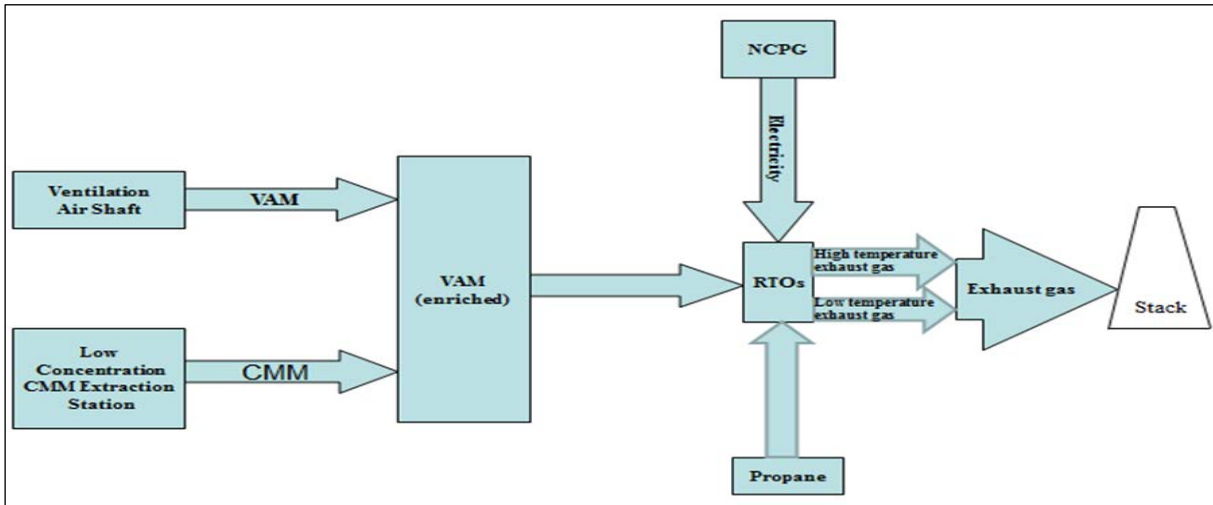 NCPG
Electricity
Ventilation
Air Shaft
VAM
VAM
(enriched)
RTOs
High temperature
exhaust gas
Low temperature
exhaust gas
Exhaust gas
Stack
Low
Concentration
CMM Extraction
Station
CMM
Propane